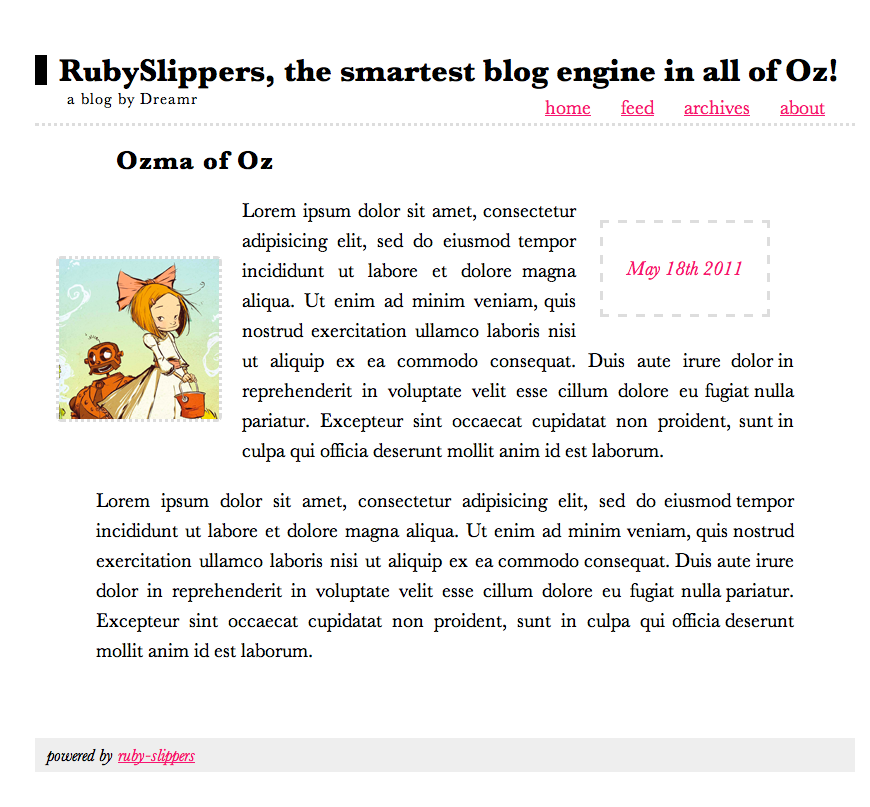 RubySlippers, the smartest blog engine in all of Oz!
a blog by Dreamr
home feed archives about
Ozma of Oz
Lorem ipsum dolor sit amet, consectetur
adipisicing elit, sed do eiusmod tempor
incididunt ut labore et dolore magna
aliqua. Ut enim ad minim veniam, quis
nostrud exercitation ullamco laboris nisi
ut aliquip ex ea commodo consequat. Duis aute irure dolor in
reprehenderit in voluptate velit esse cillum dolore eu fugiat nulla
pariatur. Excepteur sint occaecat cupidatat non proident, sunt in
culpa qui officia deserunt mollit anim id est laborum.
May 18th 2011
Lorem ipsum dolor sit amet, consectetur adipisicing elit, sed do eiusmod tempor
incididunt ut labore et dolore magna aliqua. Ut enim ad minim veniam, quis nostrud
exercitation ullamco laboris nisi ut aliquip ex ea commodo consequat. Duis aute irure
dolor in reprehenderit in voluptate velit esse cillum dolore eu fugiat nulla pariatur.
Excepteur sint occaecat cupidatat non proident, sunt in culpa qui officia deserunt
mollit anim id est laborum.
powered by ruby-slippers